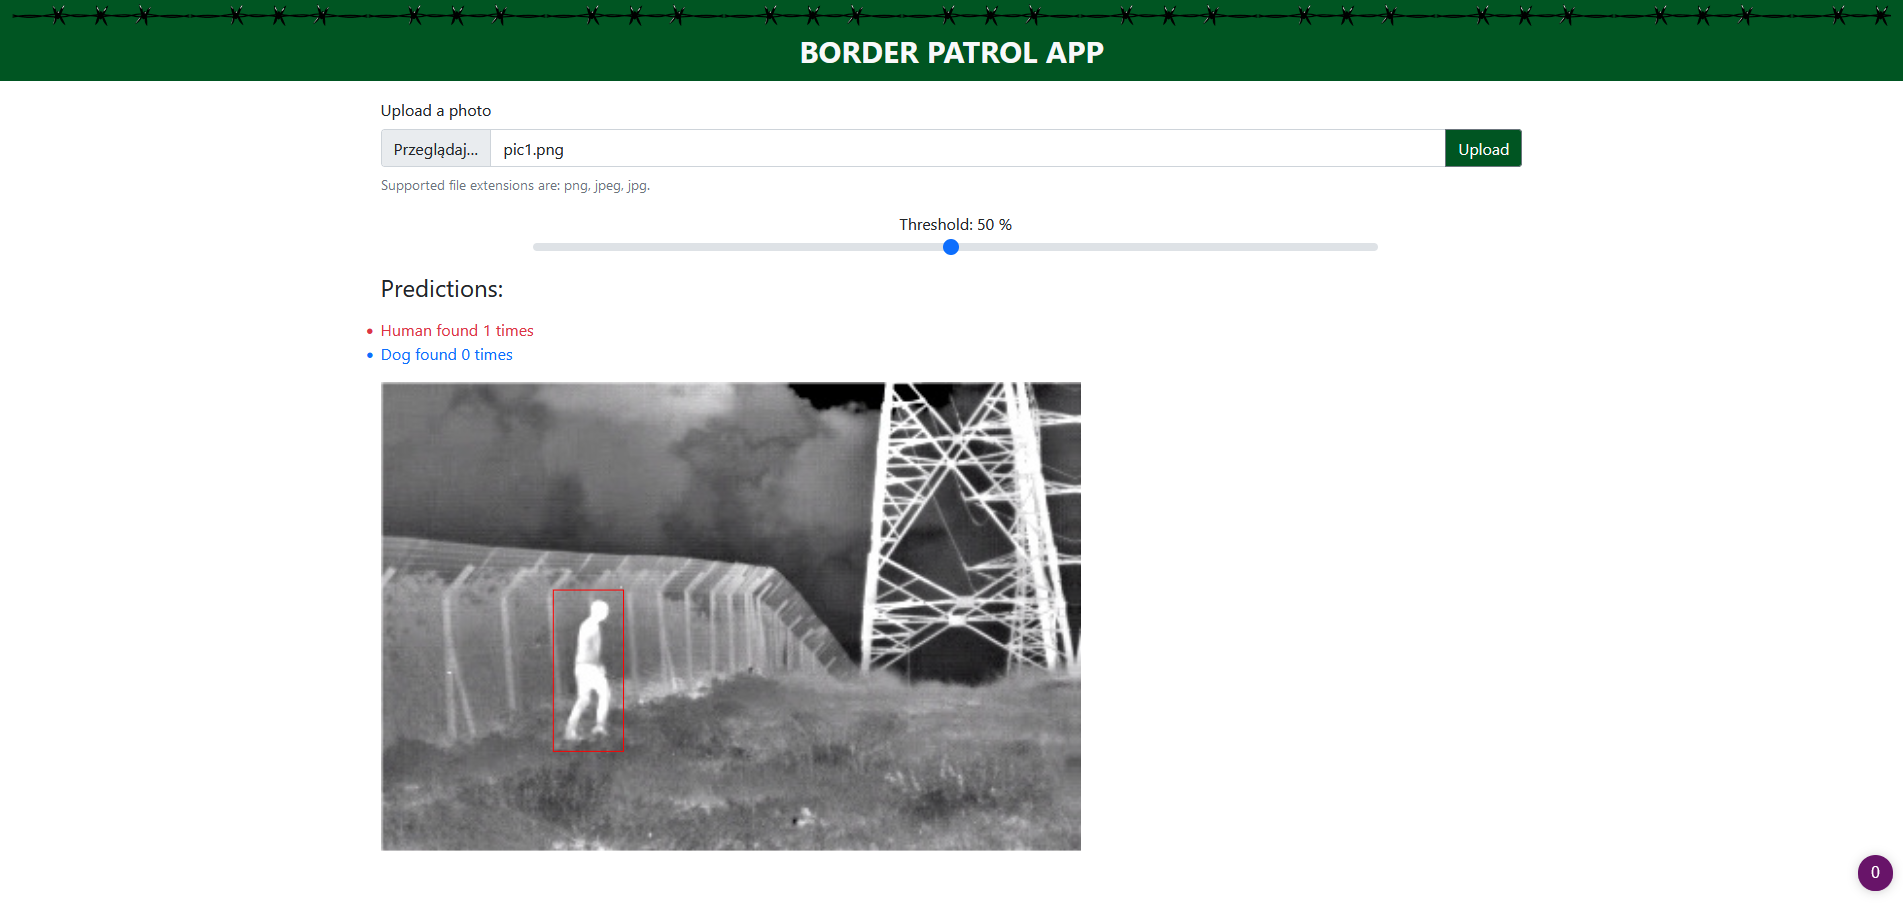 BORDER PATROL APP
Upload a photo
Przeglądaj... pic1.png Upload
Supported file extensions are: png, jpeg, jpg.
Threshold: 50 %
Predictions:
Human found 1 times
Dog found 0 times
0